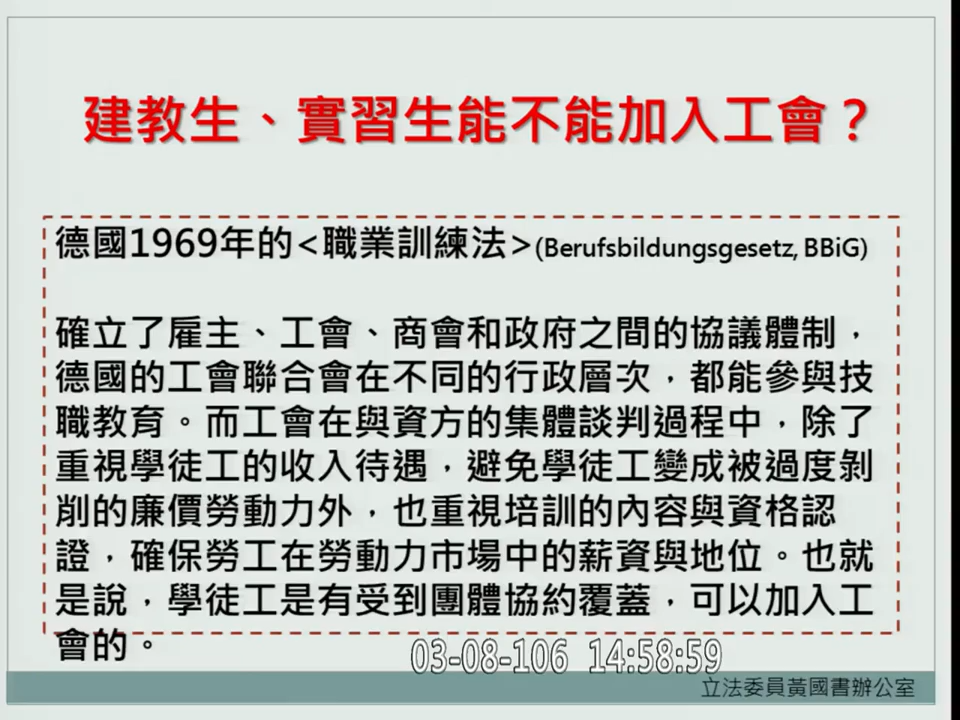 建教生、實習生能不能加入工會？
德國1969年的<職業訓練法>(Berufsbildungsgesetz, BBiG)
確立了雇主、工會、商會和政府之間的協議體制，
德國的工會聯合會在不同的行政層次，都能參與技
職教育。而工會在與資方的集體談判過程中，除了
重視學徒工的收入待遇，避免學徒工變成被過度剝
削的廉價勞動力外，也重視培訓的內容與資格認
證，確保勞工在勞動力市場中的薪資與地位。也就
是說，學徒工是有受到團體協約覆蓋，可以加入工
會的。
03-08-106 14:58:59
立法委員黃國書辦公室